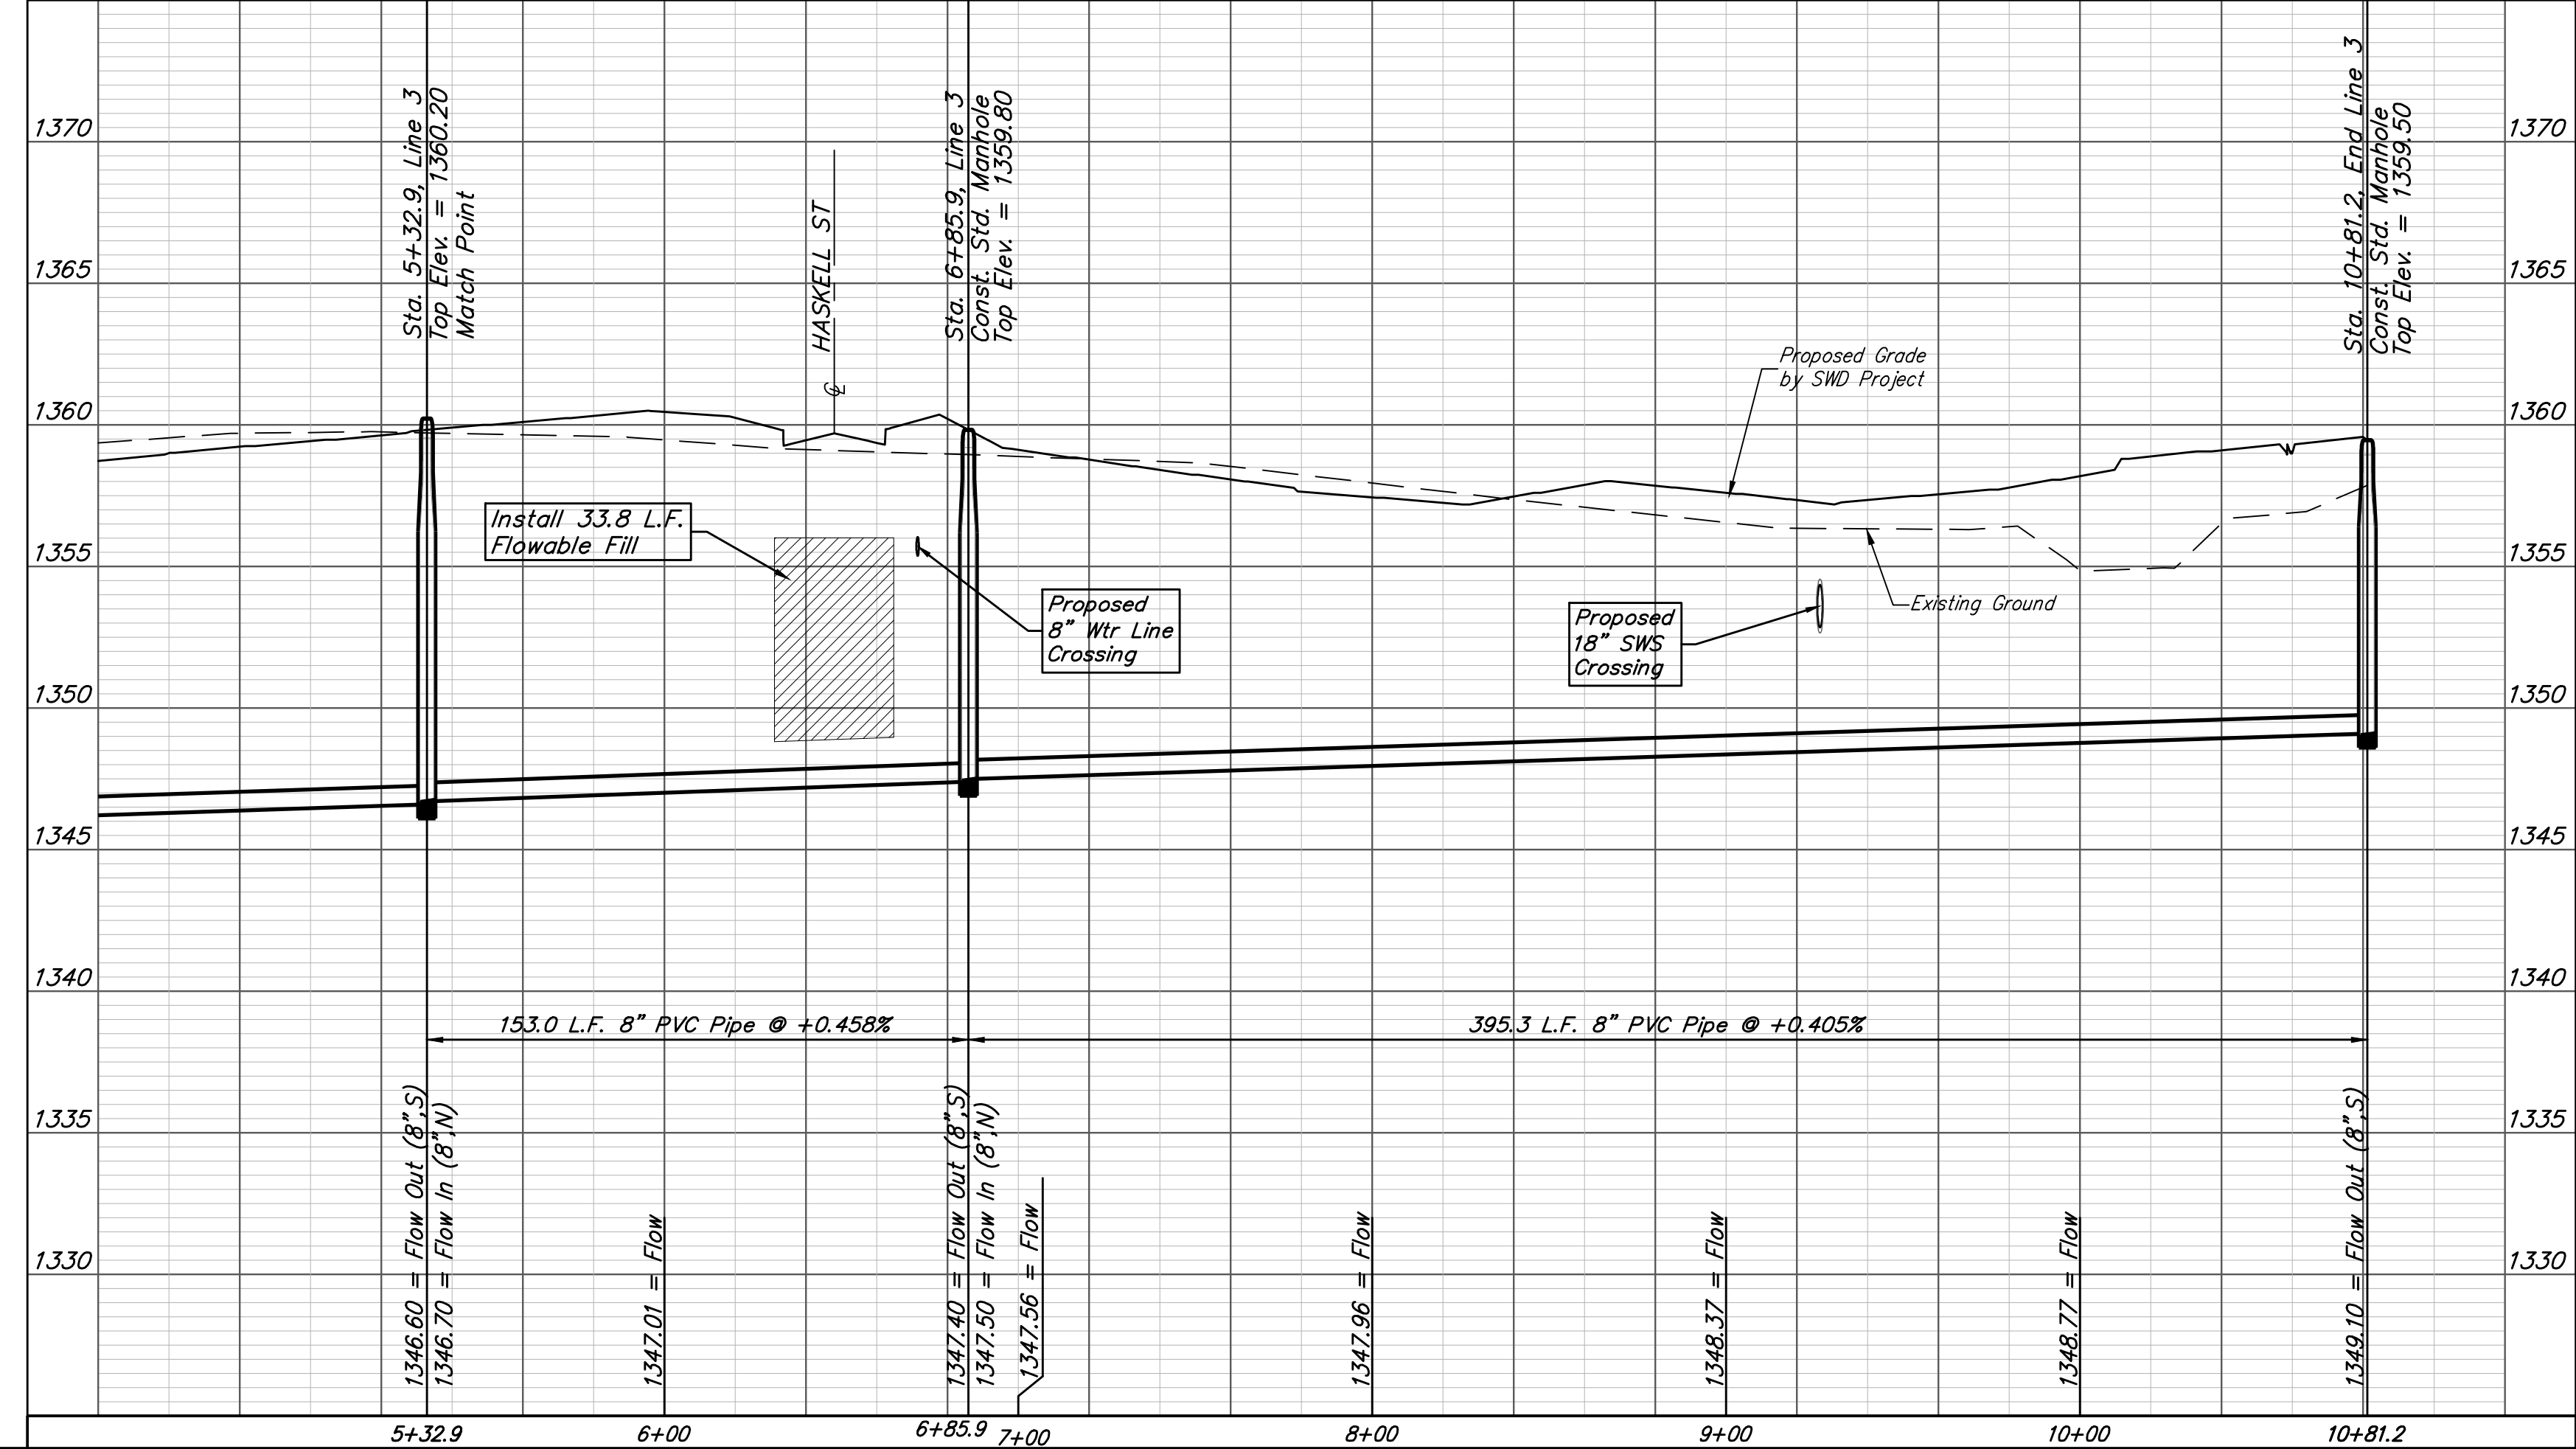 Sta. 5+32.9, Line 3
Top Elev. = 1360.20
Match Point
HASKELL ST
℄
Sta. 6+85.9, Line 3
Const. Std. Manhole
Top Elev. = 1359.80
Sta. 10+81.2, End Line 3
Const. Std. Manhole
Top Elev. = 1359.50
1370
1370
1365
1365
1360
1360
1355
1355
1350
1350
1345
1345
1340
1340
1335
1335
1330
1330
Proposed Grade
by SWD Project
Install 33.8 L.F.
Flowable Fill
Proposed
8" Wtr Line
Crossing
Proposed
18" SWS
Crossing
Existing Ground
153.0 L.F. 8" PVC Pipe @ +0.458%
395.3 L.F. 8" PVC Pipe @ +0.405%
1346.60 = Flow Out (8",S)
1346.70 = Flow In (8",N)
1347.01 = Flow
1347.40 = Flow Out (8",S)
1347.50 = Flow In (8",N)
1347.56 = Flow
1347.96 = Flow
1348.37 = Flow
1348.77 = Flow
1349.10 = Flow Out (8",S)
5+32.9
6+00
6+85.9
7+00
8+00
9+00
10+00
10+81.2